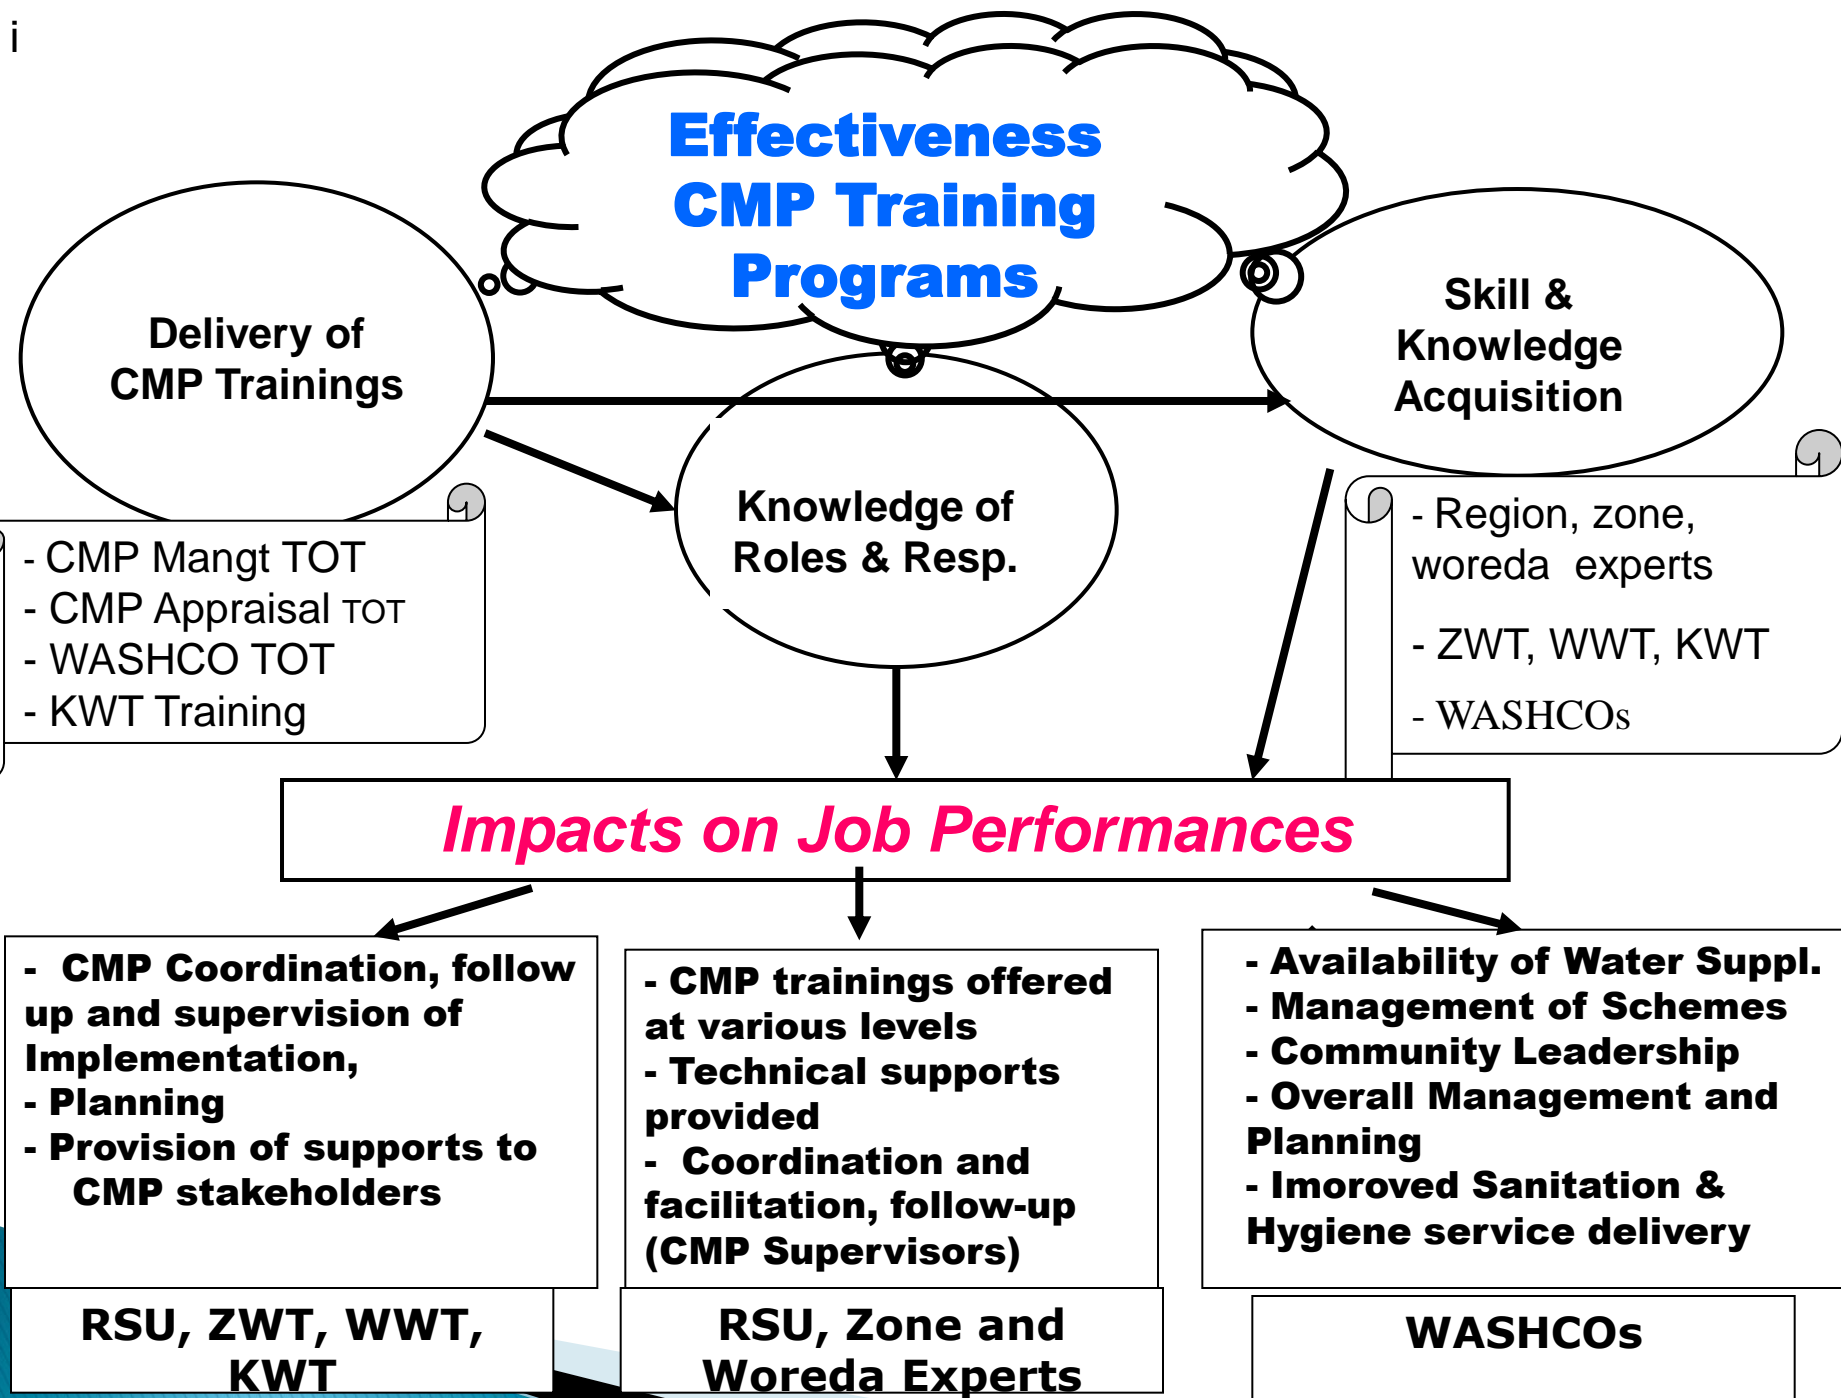 i
Effectiveness
CMP Training
Programs
Delivery of
CMP Trainings
Skill &
Knowledge
Acquisition
Knowledge of
Roles & Resp.
- CMP Mangt TOT
- CMP Appraisal TOT
- WASHCO TOT
- KWT Training
- Region, zone,
woreda experts
- ZWT, WWT, KWT
- WASHCOs
Impacts on Job Performances
- CMP Coordination, follow
up and supervision of
Implementation,
- Planning
- Provision of supports to
CMP stakeholders
RSU, ZWT, WWT,
KWT
- CMP trainings offered
at various levels
- Technical supports
provided
- Coordination and
facilitation, follow-up
(CMP Supervisors)
RSU, Zone and
Woreda Experts
- Availability of Water Suppl.
- Management of Schemes
- Community Leadership
- Overall Management and
Planning
- Imoroved Sanitation &
Hygiene service delivery
WASHCOs